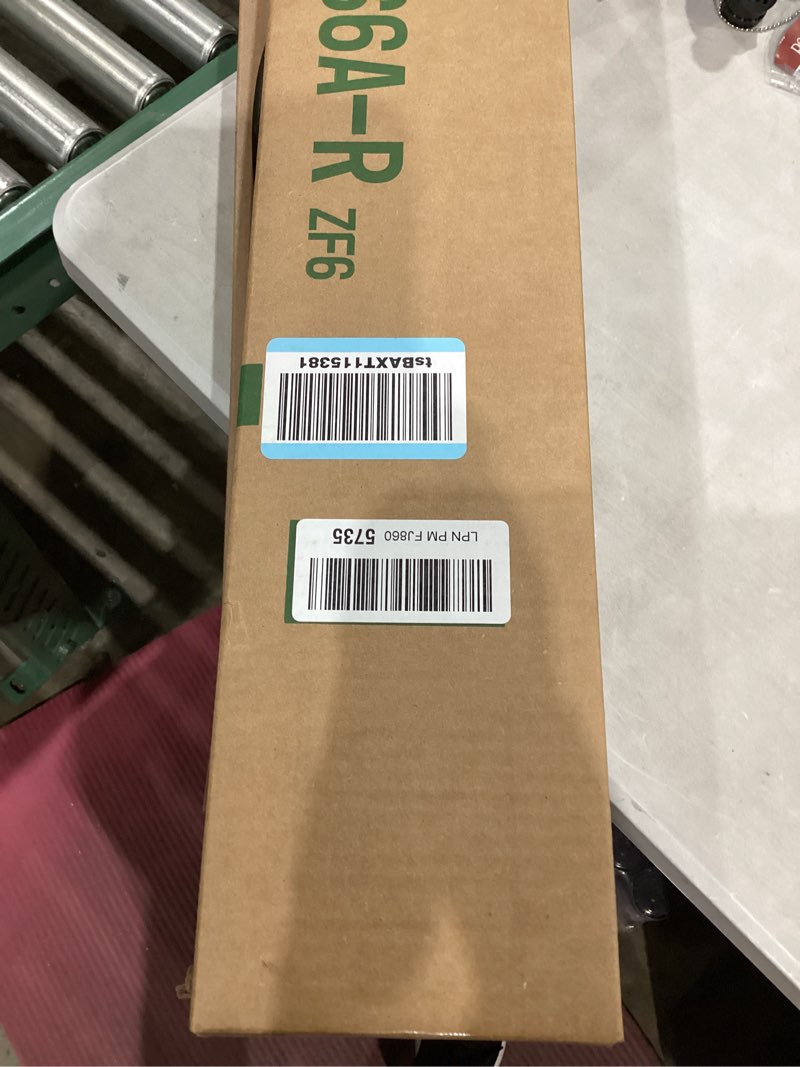 S6A-R ZF6
tsBAXT115381
LPN PM FJ860 5735